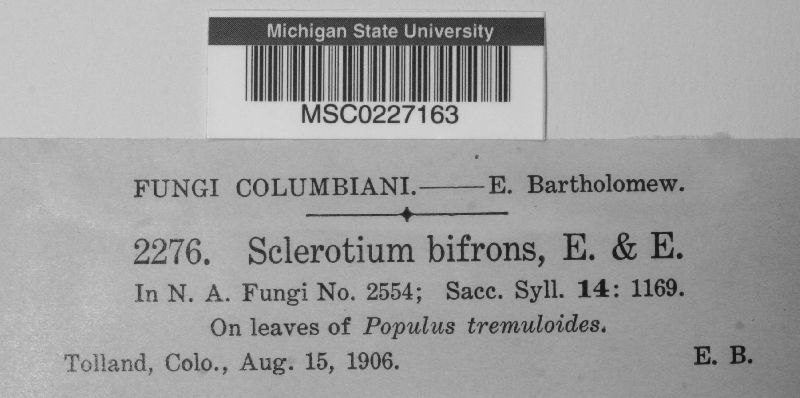 Michigan State University
MSC0227163
FUNGI COLUMBIANI.——E. Bartholomew.
2276. Sclerotium bifrons, E. & E.
In N. A. Fungi No. 2554; Sacc. Syll. 14: 1169.
On leaves of Populus tremuloides.
Tolland, Colo., Aug. 15, 1906. E. B.